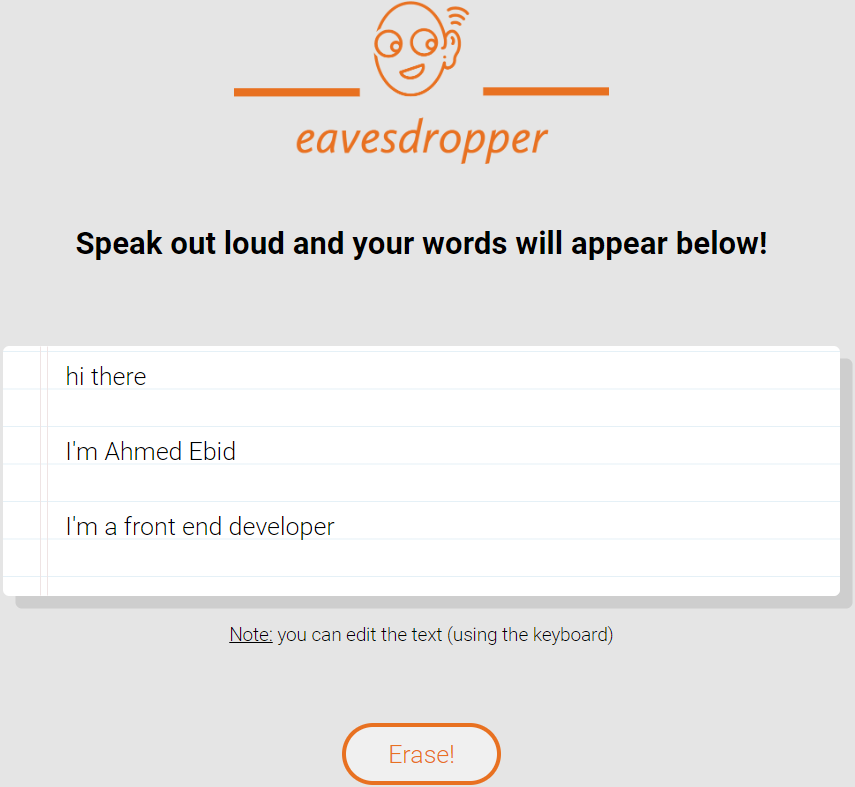 eavesdropper
Speak out loud and your words will appear below!
hi there
I'm Ahmed Ebid
I'm a front end developer
Note: you can edit the text (using the keyboard)
Erase!